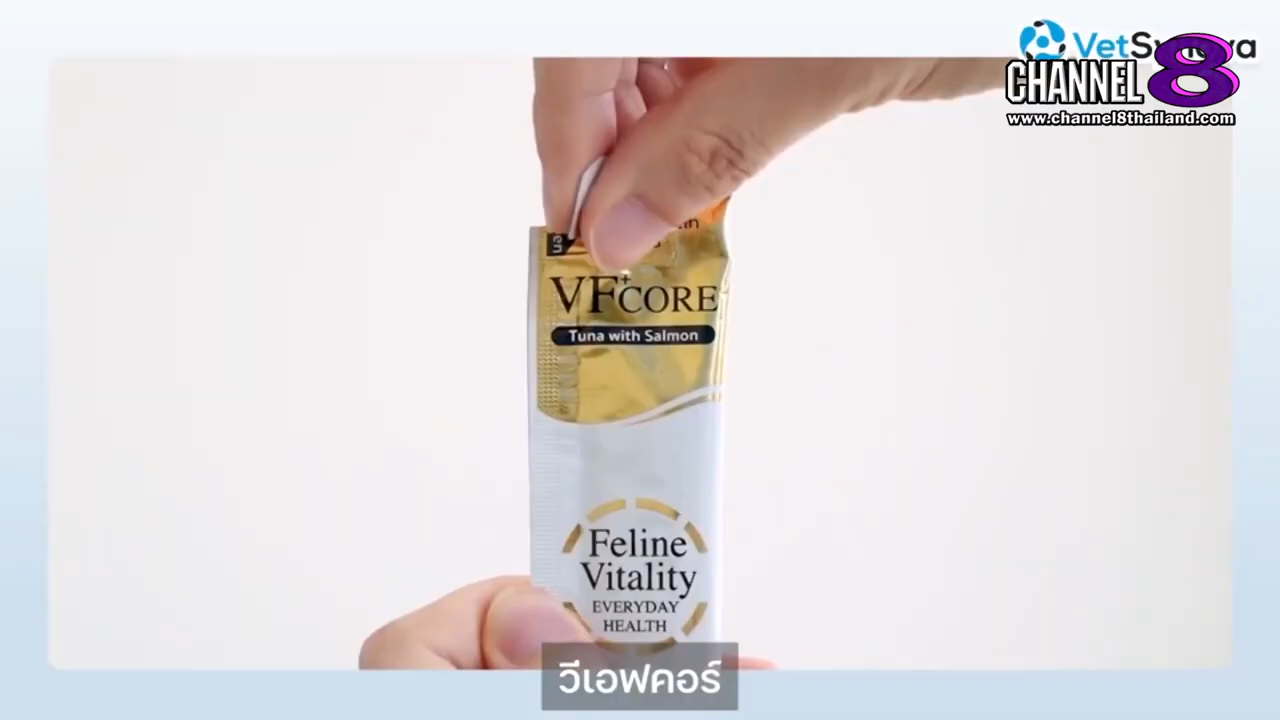 CHANNEL 8
www.channel8thailand.com
VF+CORE
Tuna with Salmon
Feline
Vitality
EVERYDAY
HEALTH
วีเอฟคอร์